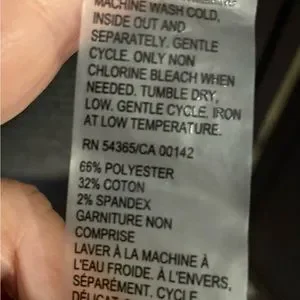 MACHINE WASH COLD,
INSIDE OUT AND
SEPARATELY. GENTLE
CYCLE. ONLY NON
CHLORINE BLEACH WHEN
NEEDED. TUMBLE DRY,
LOW. GENTLE CYCLE. IRON
AT LOW TEMPERATURE.
RN 54365/CA 00142
66% POLYESTER
32% COTTON
2% SPANDEX
GARNITURE NON
COMPRISE
LAVER À LA MACHINE À
L'EAU FROIDE. À L'ENVERS,
SÉPARÉMENT. CYCLE